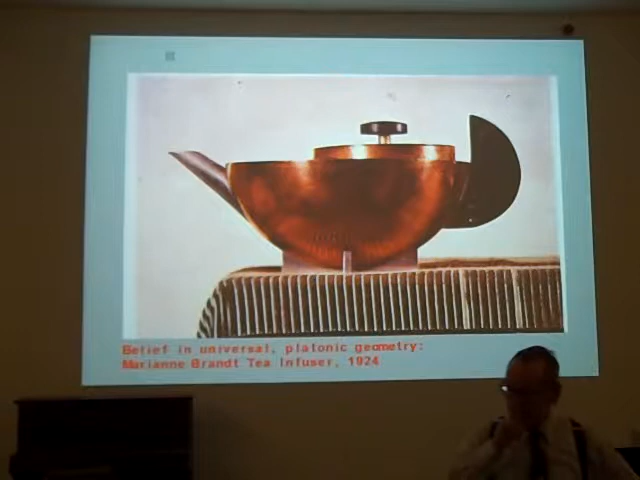 Belief in universal, platonic geometry:
Marianne Brandt Tea Infuser, 1924